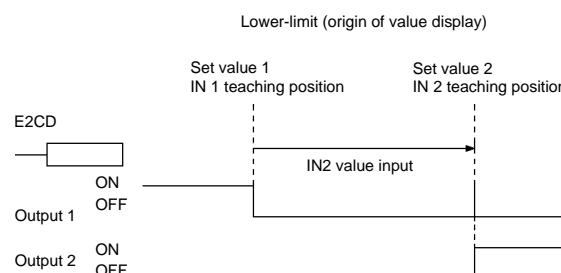 Lower-limit (origin of value display)
Set value 1
IN 1 teaching position
Set value 2
IN 2 teaching position
E2CD
IN2 value input
ON
OFF
Output 1
ON
Output 2
OFF